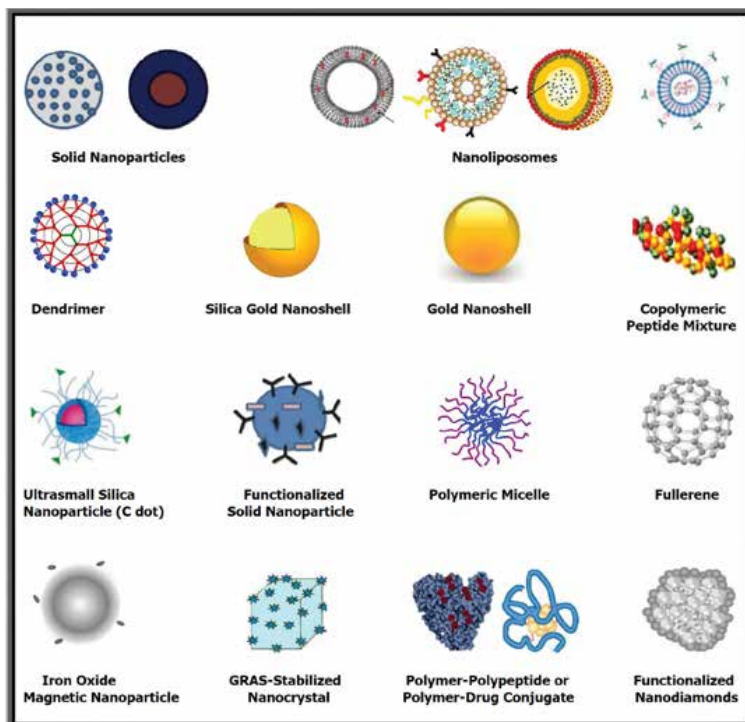 Solid Nanoparticles
Nanoliposomes
Dendrimer
Silica Gold Nanoshell
Gold Nanoshell
Copolymeric
Peptide Mixture
Ultrasmall Silica
Nanoparticle (C dot)
Functionalized
Solid Nanoparticle
Polymeric Micelle
Fullerene
Iron Oxide
Magnetic Nanoparticle
GRAS-Stabilized
Nanocrystal
Polymer-Polypeptide or
Polymer-Drug Conjugate
Functionalized
Nanodiamonds